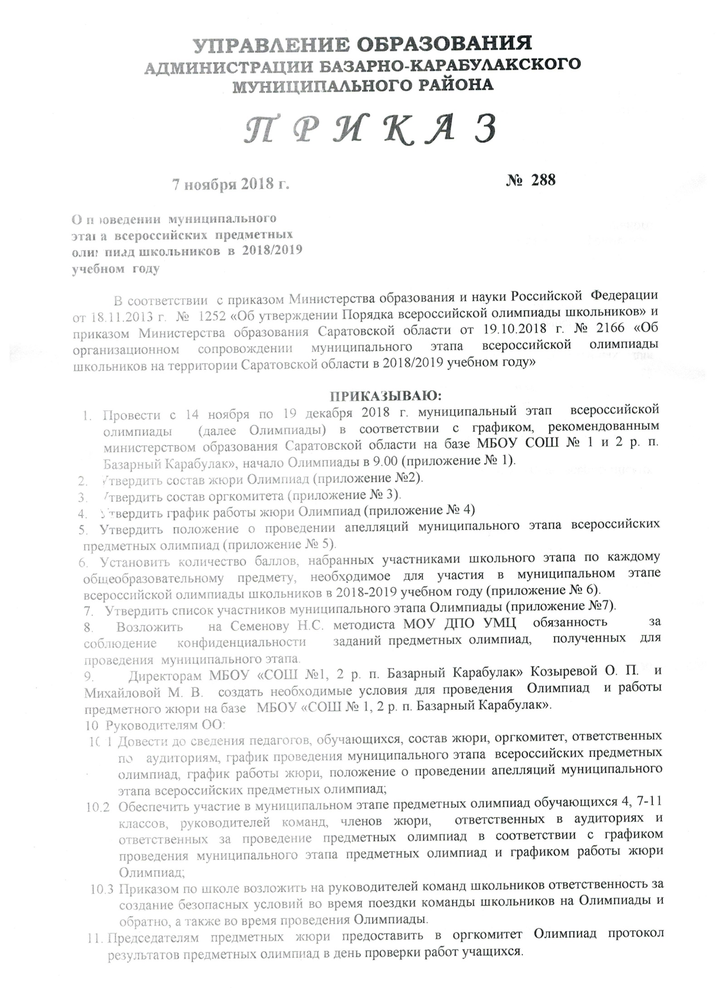 УПРАВЛЕНИЕ ОБРАЗОВАНИЯ
АДМИНИСТРАЦИИ БАЗАРНО-КАРАБУЛАКСКОГО
МУНИЦИПАЛЬНОГО РАЙОНА
П Р И К А З
7 ноября 2018 г. № 288
О проведении муниципального
этапа всероссийских предметных
олимпиад школьников в 2018/2019
учебном году
В соответствии с приказом Министерства образования и науки Российской Федерации
от 18.11.2013 г. № 1252 «Об утверждении Порядка всероссийской олимпиады школьников» и
приказом Министерства образования Саратовской области от 19.10.2018 г. № 2166 «Об
организационном сопровождении муниципального этапа всероссийской олимпиады
школьников на территории Саратовской области в 2018/2019 учебном году»
ПРИКАЗЫВАЮ:
1. Провести с 14 ноября по 19 декабря 2018 г. муниципальный этап всероссийской
олимпиады (далее Олимпиады) в соответствии с графиком, рекомендованным
министерством образования Саратовской области на базе МБОУ СОШ № 1 и 2 р. п.
Базарный Карабулак», начало Олимпиады в 9.00 (приложение № 1).
2. Утвердить состав жюри Олимпиад (приложение №2).
3. Утвердить состав оргкомитета (приложение № 3).
4. Утвердить график работы жюри Олимпиад (приложение № 4)
5. Утвердить положение о проведении апелляций муниципального этапа всероссийских
предметных олимпиад (приложение № 5).
6. Установить количество баллов, набранных участниками школьного этапа по каждому
общеобразовательному предмету, необходимое для участия в муниципальном этапе
всероссийской олимпиады школьников в 2018-2019 учебном году (приложение № 6).
7. Утвердить список участников муниципального этапа Олимпиады (приложение №7).
8. Возложить на Семенову Н.С. методиста МОУ ДПО УМЦ обязанность за
соблюдение конфиденциальности заданий предметных олимпиад, полученных для
проведения муниципального этапа.
9. Директорам МБОУ «СОШ №1, 2 р. п. Базарный Карабулак» Козыревой О. П. и
Михайловой М. В. создать необходимые условия для проведения Олимпиад и работы
предметного жюри на базе МБОУ «СОШ № 1, 2 р. п. Базарный Карабулак».
10 Руководителям ОО:
10 1 Довести до сведения педагогов, обучающихся, состав жюри, оргкомитет, ответственных
по аудиториям, график проведения муниципального этапа всероссийских предметных
олимпиад, график работы жюри, положение о проведении апелляций муниципального
этапа всероссийских предметных олимпиад;
10.2 Обеспечить участие в муниципальном этапе предметных олимпиад обучающихся 4, 7-11
классов, руководителей команд, членов жюри, ответственных в аудиториях и
ответственных за проведение предметных олимпиад в соответствии с графиком
проведения муниципального этапа предметных олимпиад и графиком работы жюри
Олимпиад;
10.3 Приказом по школе возложить на руководителей команд школьников ответственность за
создание безопасных условий во время поездки команды школьников на Олимпиады и
обратно, а также во время проведения Олимпиады.
11. Председателям предметных жюри предоставить в оргкомитет Олимпиад протокол
результатов предметных олимпиад в день проверки работ учащихся.